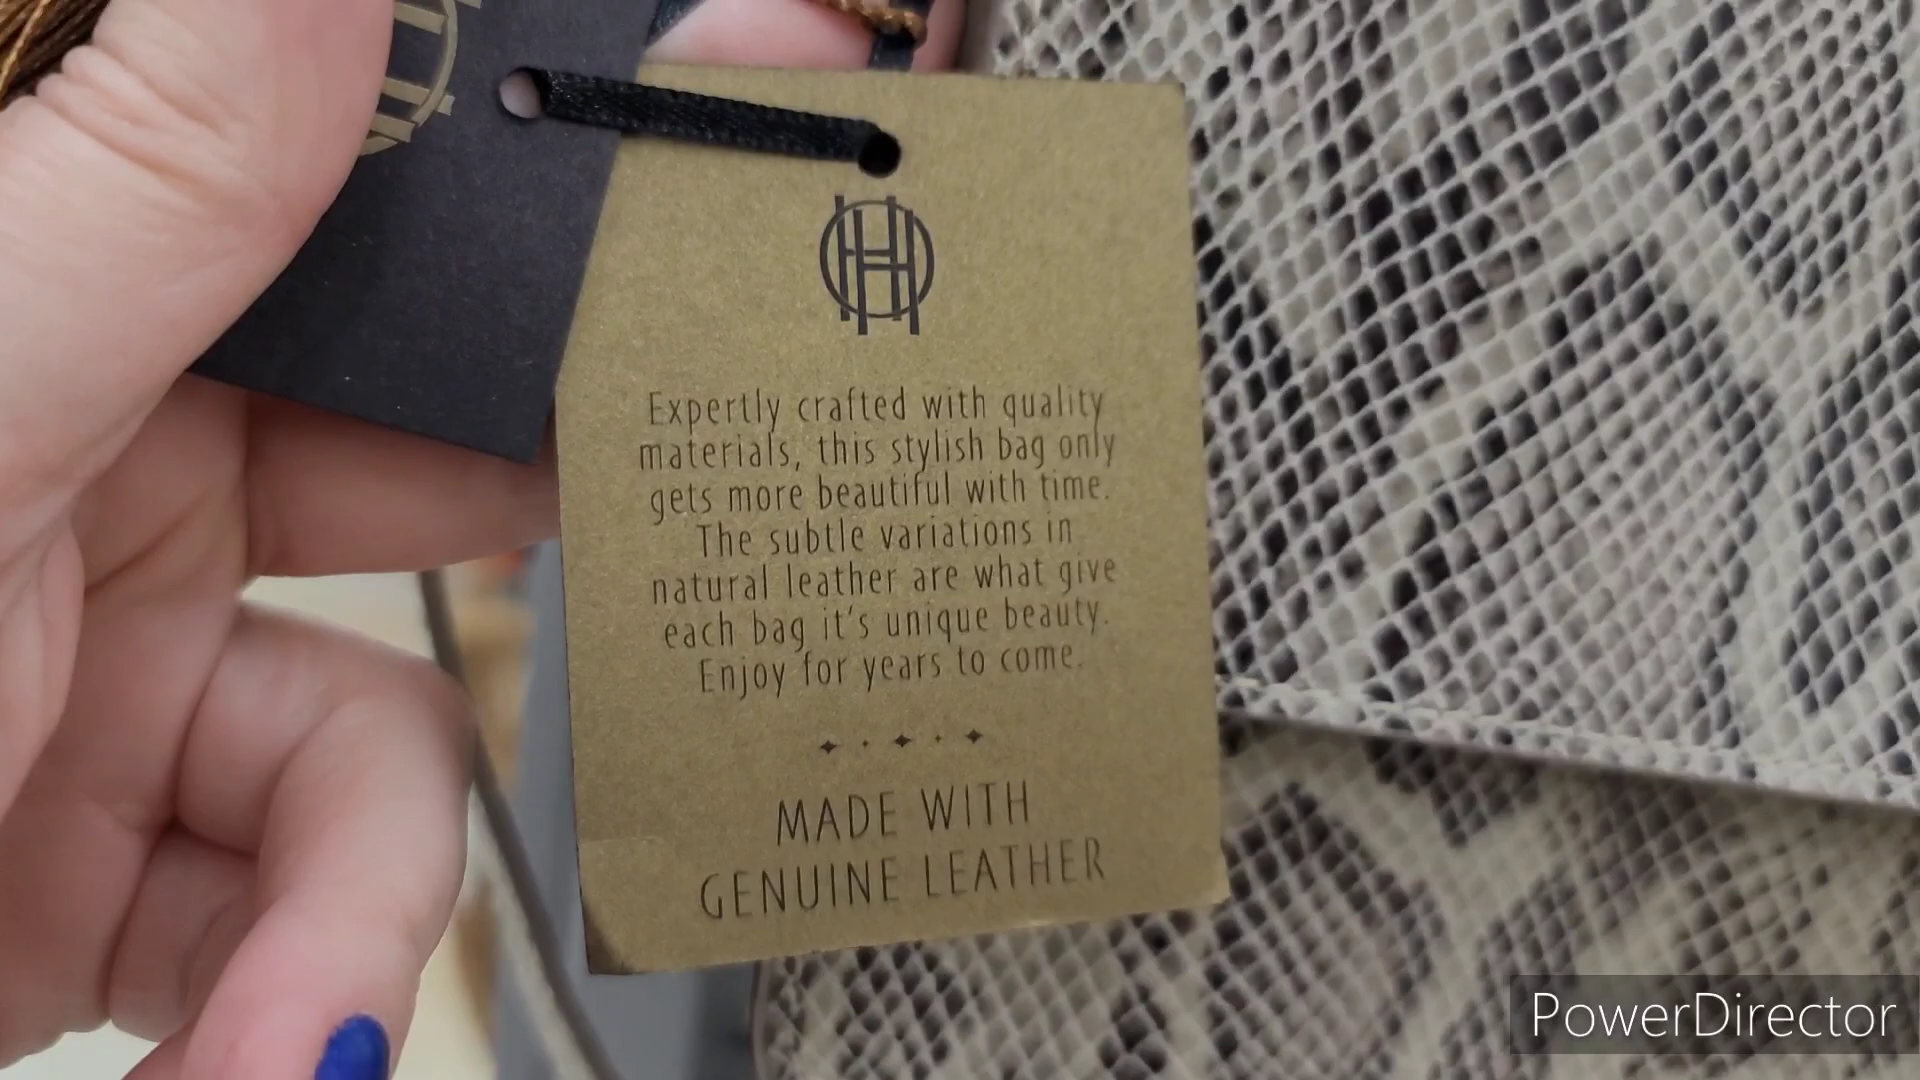 Expertly crafted with quality
materials, this stylish bag only
gets more beautiful with time.
The subtle variations in
natural leather are what give
each bag it's unique beauty.
Enjoy for years to come.
MADE WITH
GENUINE LEATHER
PowerDirector